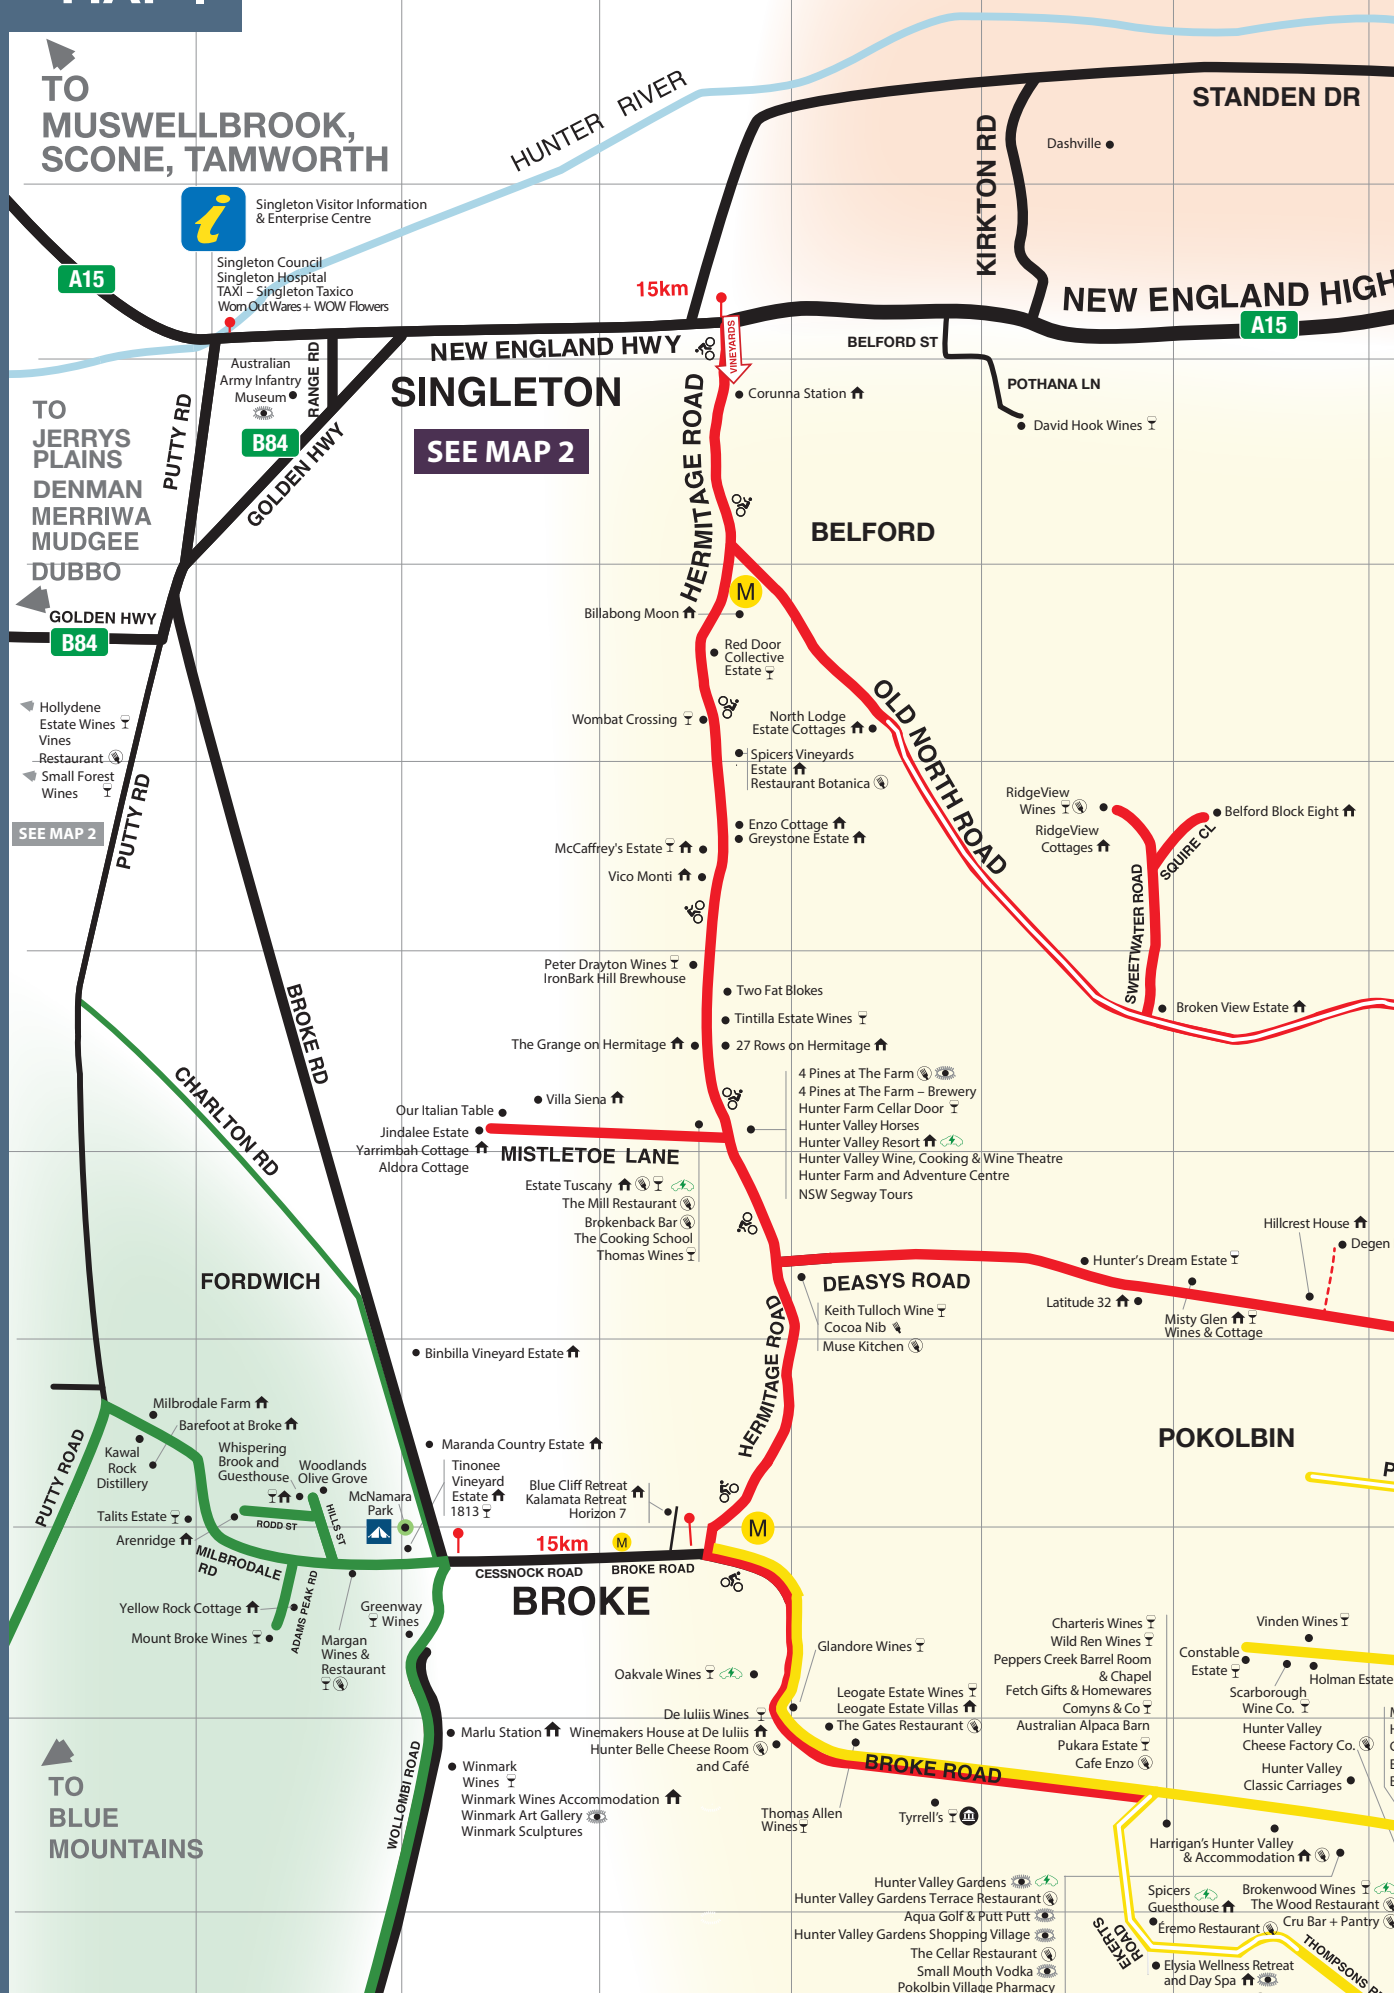 TO
MUSWELLBROOK,
SCONE, TAMWORTH
HUNTER RIVER
STANDEN DR
KIRKTON RD
Dashville
Singleton Visitor Information
& Enterprise Centre
A15
Singleton Council
Singleton Hospital
TAXI – Singleton Taxico
Worn Out Wares + WOW Flowers
15km
VINEYARDS
NEW ENGLAND HIGH
A15
NEW ENGLAND HWY
BELFORD ST
POTHANA LN
David Hook Wines
Australian
Army Infantry
Museum
RANGE RD
SINGLETON
SEE MAP 2
HERMITAGE ROAD
Corunna Station
TO
JERRYS
PLAINS
DENMAN
MERRIWA
MUDGEE
DUBBO
PUTTY RD
B84
GOLDEN HWY
BELFORD
GOLDEN HWY
B84
M
Billabong Moon
Red Door
Collective
Estate
OLD NORTH ROAD
Hollydene
Estate Wines
Vines
Restaurant
Small Forest
Wines
SEE MAP 2
PUTTY RD
Wombat Crossing
North Lodge
Estate Cottages
Spicers Vineyards
Estate
Restaurant Botanica
RidgeView
Wines
RidgeView
Cottages
Belford Block Eight
SQUIRE CL
SWEETWATER ROAD
Enzo Cottage
Greystone Estate
McCaffrey's Estate
Vico Monti
Peter Drayton Wines
IronBark Hill Brewhouse
Two Fat Blokes
Tintilla Estate Wines
Broken View Estate
The Grange on Hermitage
27 Rows on Hermitage
BROKE RD
CHARLTON RD
4 Pines at The Farm
4 Pines at The Farm – Brewery
Hunter Farm Cellar Door
Hunter Valley Horses
Hunter Valley Resort
Hunter Valley Wine, Cooking & Wine Theatre
Hunter Farm and Adventure Centre
NSW Segway Tours
Villa Siena
Our Italian Table
Jindalee Estate
Yarrimbah Cottage
Aldora Cottage
MISTLETOE LANE
Estate Tuscany
The Mill Restaurant
Brokenback Bar
The Cooking School
Thomas Wines
Hillcrest House
Degen
Hunter's Dream Estate
FORDWICH
DEASYS ROAD
Latitude 32
Misty Glen
Wines & Cottage
Keith Tulloch Wine
Cocoa Nib
Muse Kitchen
HERMITAGE ROAD
Binbilla Vineyard Estate
POKOLBIN
P
Milbrodale Farm
Barefoot at Broke
Kawal
Rock
Distillery
Whispering
Brook and
Guesthouse
Woodlands
Olive Grove
PUTTY ROAD
Maranda Country Estate
Tinonee
Vineyard
Estate
1813
McNamara
Park
Blue Cliff Retreat
Kalamata Retreat
Horizon 7
Talits Estate
Arenridge
RODD ST
HILLS ST
MILBRODALE
RD
15km
M
M
CESSNOCK ROAD
BROKE ROAD
BROKE
ADAMS PEAK RD
Yellow Rock Cottage
Mount Broke Wines
Greenway
Wines
Margan
Wines &
Restaurant
Glandore Wines
Oakvale Wines
Charteris Wines
Wild Ren Wines
Peppers Creek Barrel Room
& Chapel
Fetch Gifts & Homewares
Comyns & Co
Australian Alpaca Barn
Pukara Estate
Cafe Enzo
Vinden Wines
Constable
Estate
Holman Estate
Scarborough
Wine Co.
Hunter Valley
Cheese Factory Co.
Hunter Valley
Classic Carriages
Leogate Estate Wines
Leogate Estate Villas
The Gates Restaurant
De Iuliis Wines
Winemakers House at De Iuliis
Hunter Belle Cheese Room
and Café
BROKE ROAD
Marlu Station
Winmark
Wines
Winmark Wines Accommodation
Winmark Art Gallery
Winmark Sculptures
WOLLOMBI ROAD
TO
BLUE
MOUNTAINS
Thomas Allen
Wines
Tyrrell's
Harrigan's Hunter Valley
& Accommodation
Hunter Valley Gardens
Hunter Valley Gardens Terrace Restaurant
Aqua Golf & Putt Putt
Hunter Valley Gardens Shopping Village
The Cellar Restaurant
Small Mouth Vodka
Pokolbin Village Pharmacy
Spicers
Guesthouse
Éremo Restaurant
Brokenwood Wines
The Wood Restaurant
Cru Bar + Pantry
EKERTS
ROAD
Elysia Wellness Retreat
and Day Spa
THOMPSONS